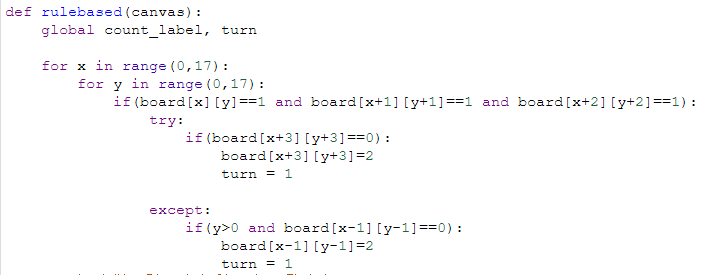 def rulebased(canvas):
    global count_label, turn

    for x in range(0,17):
        for y in range(0,17):
            if(board[x][y]==1 and board[x+1][y+1]==1 and board[x+2][y+2]==1):
                try:
                    if(board[x+3][y+3]==0):
                        board[x+3][y+3]=2
                        turn = 1

                except:
                    if(y>0 and board[x-1][y-1]==0):
                        board[x-1][y-1]=2
                        turn = 1